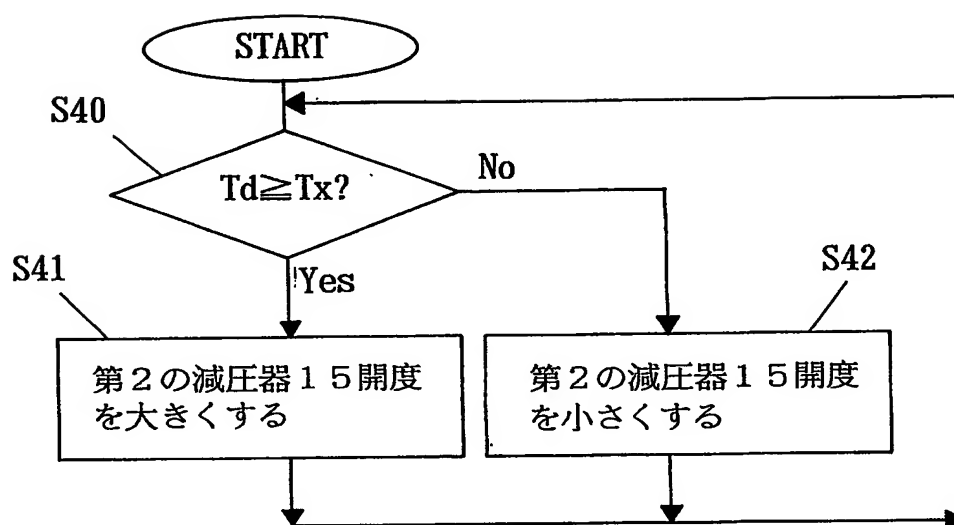 START
S40
Td≧Tx?
No
S41
Yes
S42
第2の減圧器15開度
を大きくする
第2の減圧器15開度
を小さくする